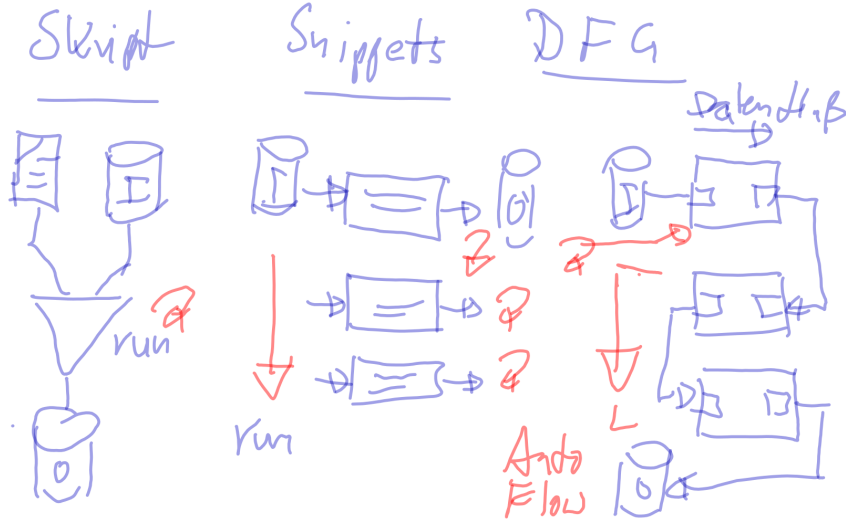 Skript
Snippets
DFG
Datenfluß
I
I
O
I
run
run
Auto
Flow
O
O